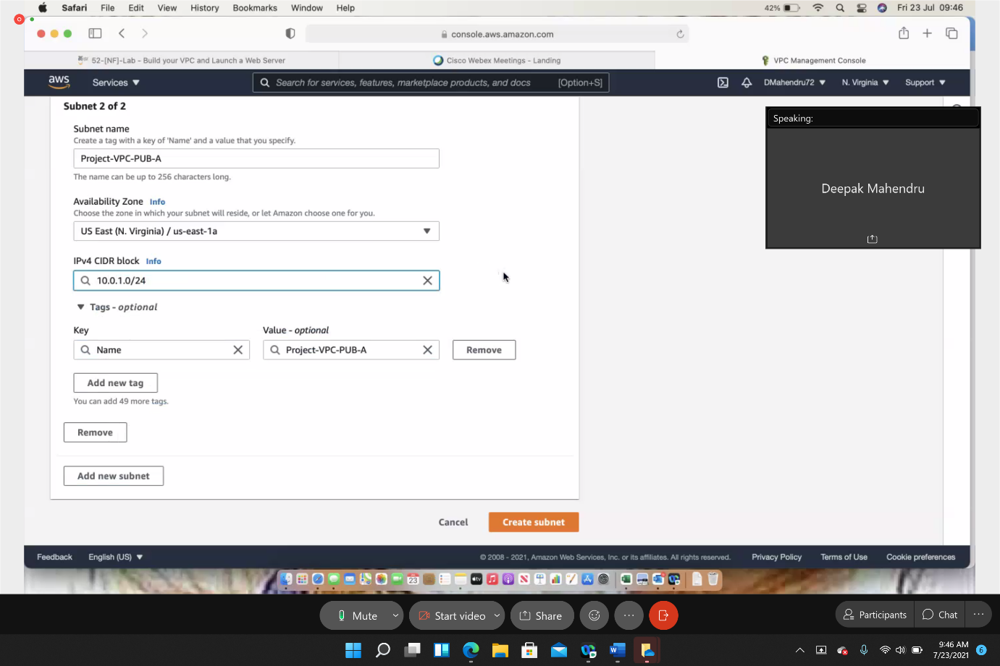 Safari File Edit View History Bookmarks Window Help 42% Fri 23 Jul 09:46
console.aws.amazon.com
52-[NF]-Lab - Build your VPC and Launch a Web Server Cisco Webex Meetings - Landing VPC Management Console
aws Services Search for services, features, marketplace products, and docs [Option+S] DMahendru72 N. Virginia Support
Subnet 2 of 2
Speaking:
Deepak Mahendru
Subnet name
Create a tag with a key of 'Name' and a value that you specify.
Project-VPC-PUB-A
The name can be up to 256 characters long.
Availability Zone Info
Choose the zone in which your subnet will reside, or let Amazon choose one for you.
US East (N. Virginia) / us-east-1a
IPv4 CIDR block Info
10.0.1.0/24
Tags - optional
Key Value - optional
Name Project-VPC-PUB-A Remove
Add new tag
You can add 49 more tags.
Remove
Add new subnet
Cancel Create subnet
Feedback English (US) © 2008 - 2021, Amazon Web Services, Inc. or its affiliates. All rights reserved. Privacy Policy Terms of Use Cookie preferences
23 tv
Mute Start video Share Participants Chat
W 9:46 AM 6
7/23/2021